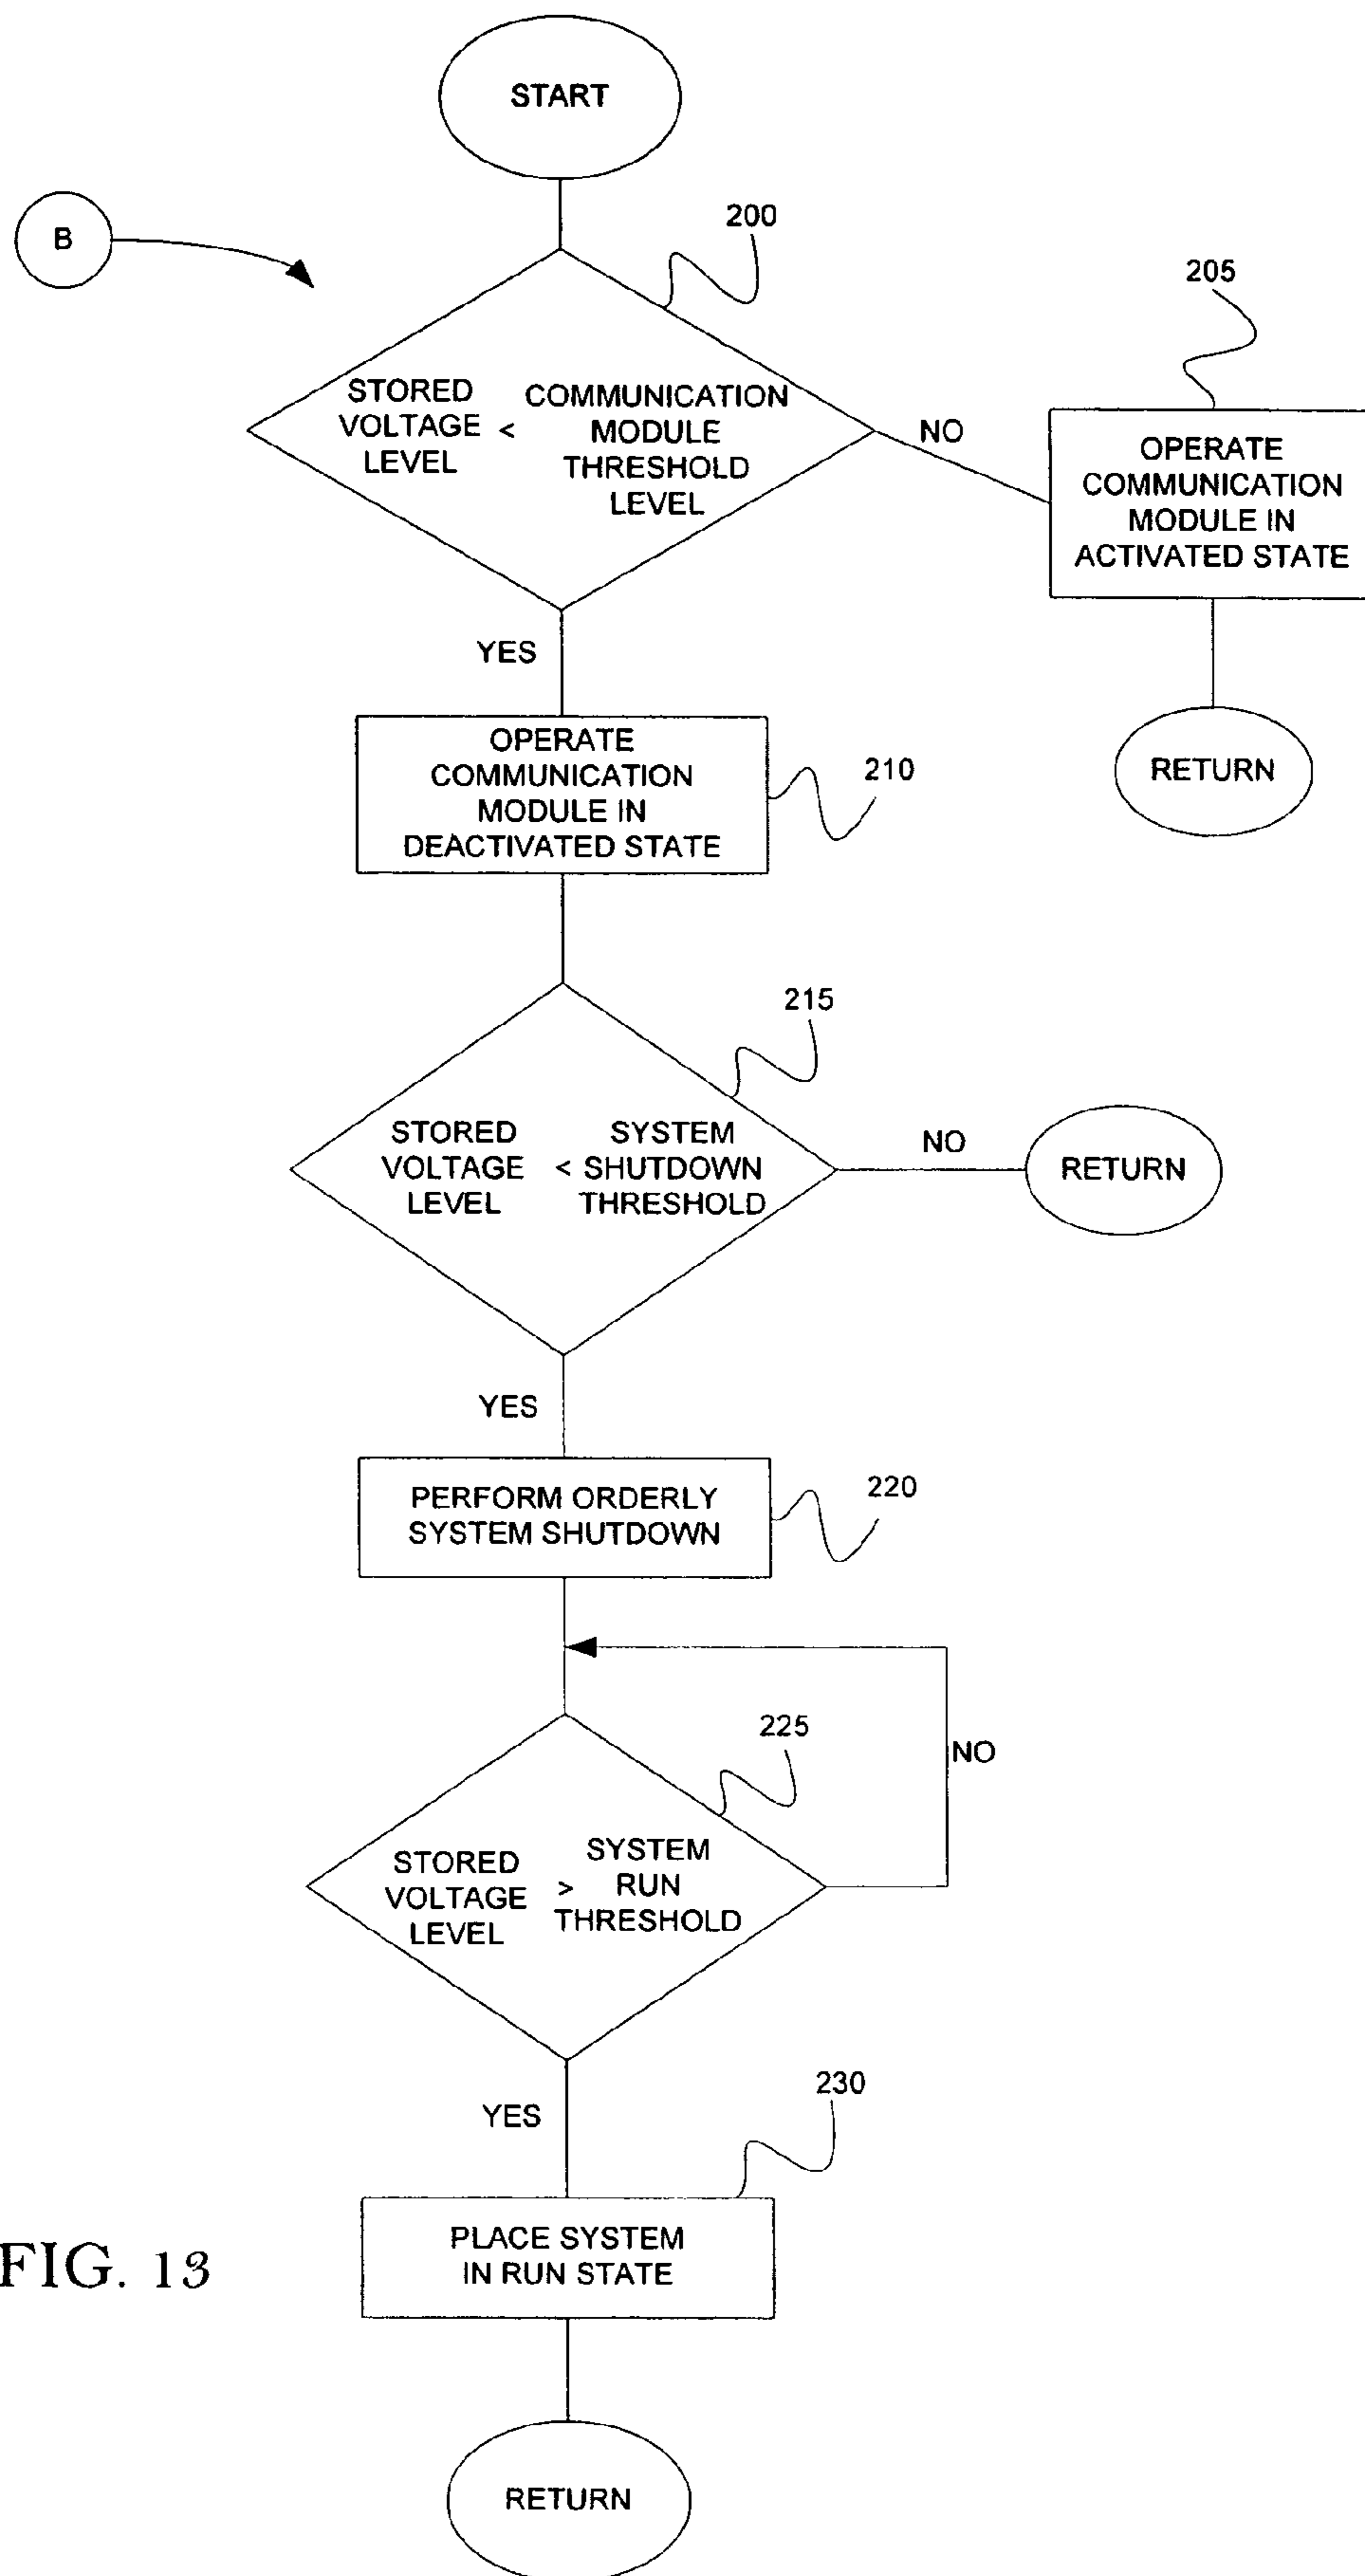 START
B
200
205
STORED
VOLTAGE
LEVEL
<
COMMUNICATION
MODULE
THRESHOLD
LEVEL
NO
OPERATE
COMMUNICATION
MODULE IN
ACTIVATED STATE
YES
RETURN
OPERATE
COMMUNICATION
MODULE IN
DEACTIVATED STATE
210
215
STORED
VOLTAGE
LEVEL
<
SYSTEM
SHUTDOWN
THRESHOLD
NO
RETURN
YES
PERFORM ORDERLY
SYSTEM SHUTDOWN
220
225
NO
STORED
VOLTAGE
LEVEL
>
SYSTEM
RUN
THRESHOLD
YES
230
PLACE SYSTEM
IN RUN STATE
FIG. 13
RETURN